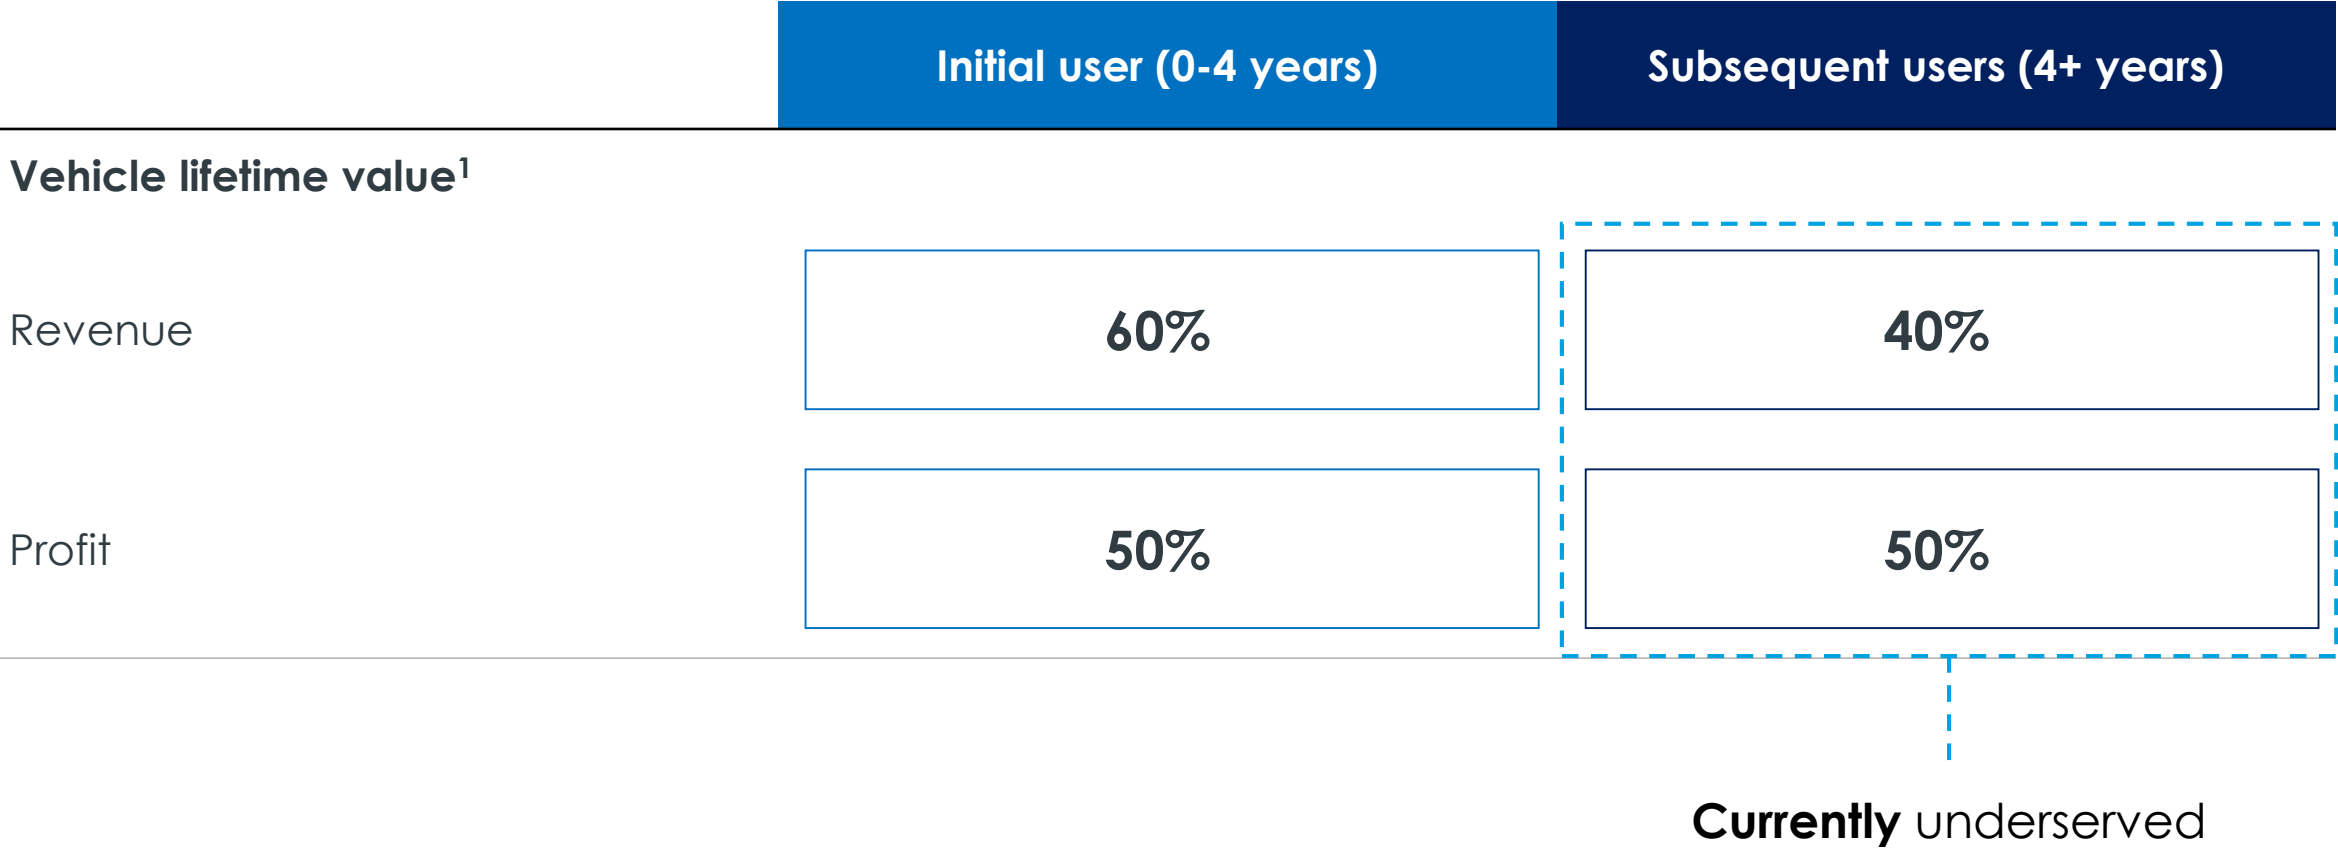 Initial user (0-4 years) Subsequent users (4+ years)
Vehicle lifetime value¹
Revenue 60% 40%
Profit 50% 50%
Currently underserved